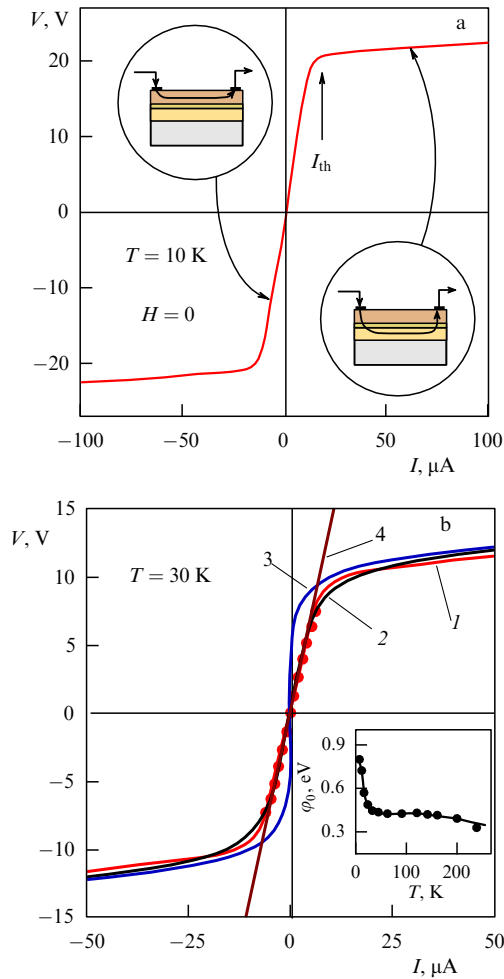 V, V
a
20
10
0
−10
−20
I_th
T = 10 K
H = 0
−100
−50
0
50
100
I, μA
15
V, V
b
4
T = 30 K
3
10
2
1
5
0
−5
−10
−15
0.9
0.6
0.3
φ₀, eV
0
100
200
T, K
−50
−25
0
25
50
I, μA